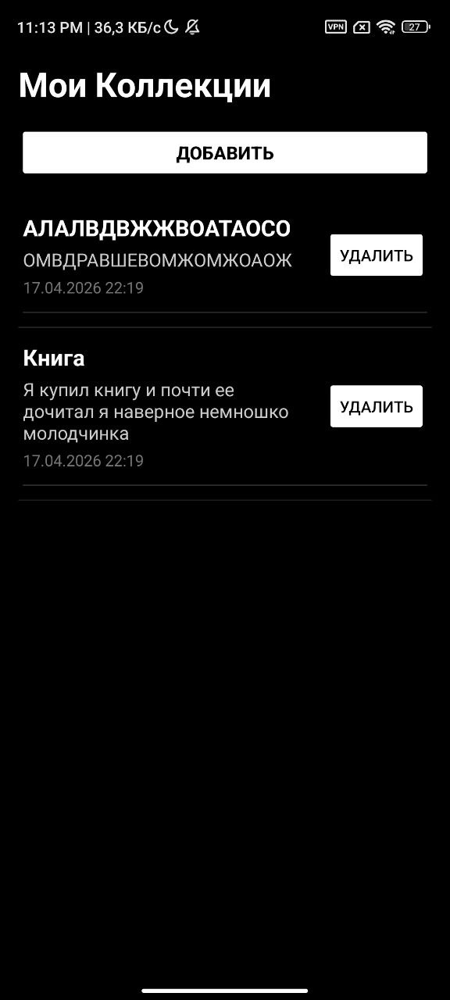 11:13 PM | 36,3 КБ/с VPN 27
Мои Коллекции
ДОБАВИТЬ
АЛАЛВДВЖЖВОАТАОСО
ОМВДРАВШЕВОМЖОМЖОАОЖ
УДАЛИТЬ
17.04.2026 22:19
Книга
Я купил книгу и почти ее
дочитал я наверное немношко
молодчинка
УДАЛИТЬ
17.04.2026 22:19